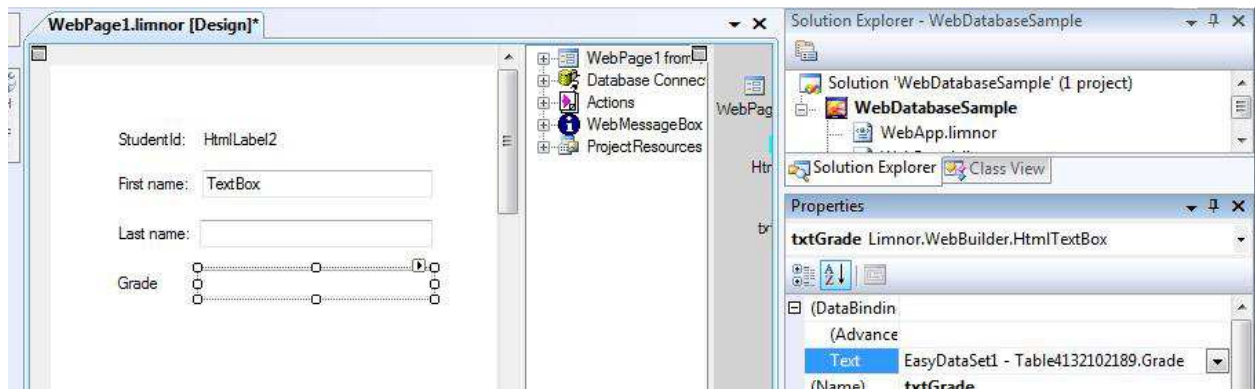 WebPage1.limnor [Design]*
StudentId: HtmlLabel2
First name: TextBox
Last name:
Grade
WebPage1 from
Database Connec
Actions
WebMessageBox
ProjectResources
WebPag
Htr
Solution Explorer - WebDatabaseSample
Solution 'WebDatabaseSample' (1 project)
WebDatabaseSample
WebApp.limnor
Solution Explorer Class View
Properties
txtGrade Limnor.WebBuilder.HtmlTextBox
(DataBindin
(Advance
Text EasyDataSet1 - Table4132102189.Grade
(Name) txtGrade